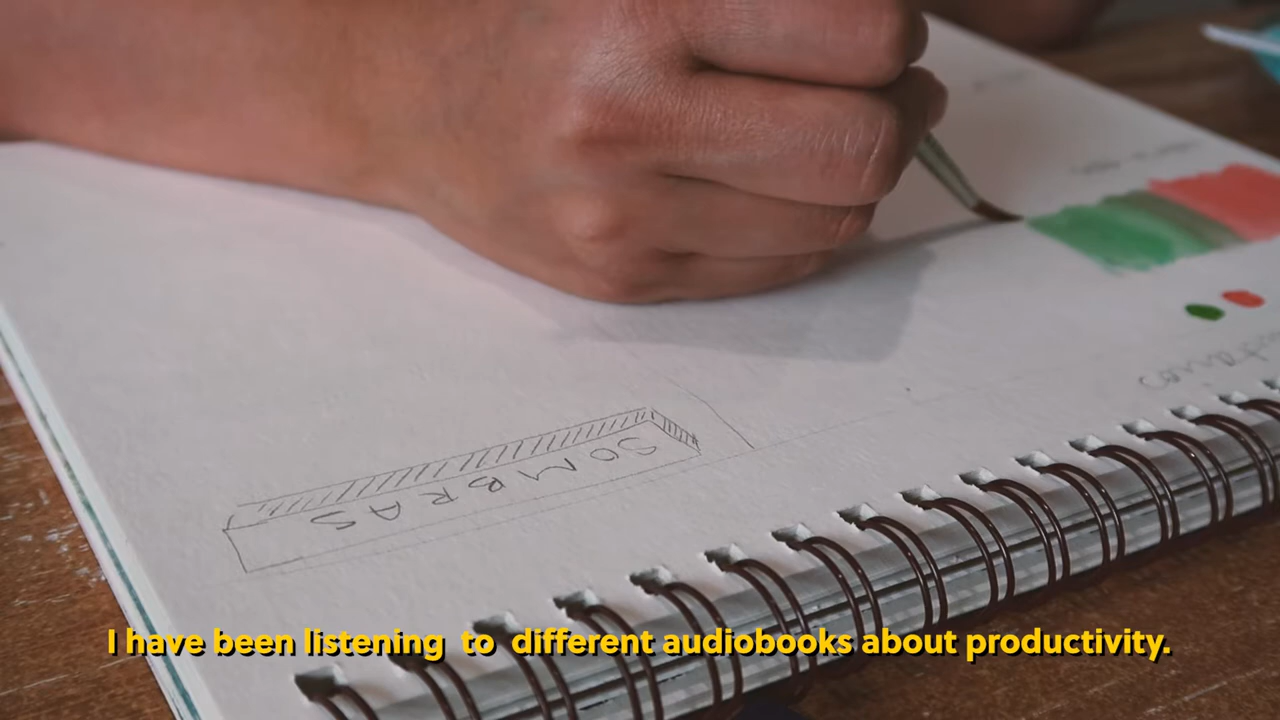 SOMBRAS
I have been listening to different audiobooks about productivity.